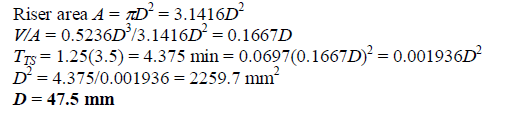 Riser area A = πD² = 3.1416D²
V/A = 0.5236D³/3.1416D² = 0.1667D
T_TS = 1.25(3.5) = 4.375 min = 0.0697(0.1667D)² = 0.001936D²
D² = 4.375/0.001936 = 2259.7 mm²
D = 47.5 mm